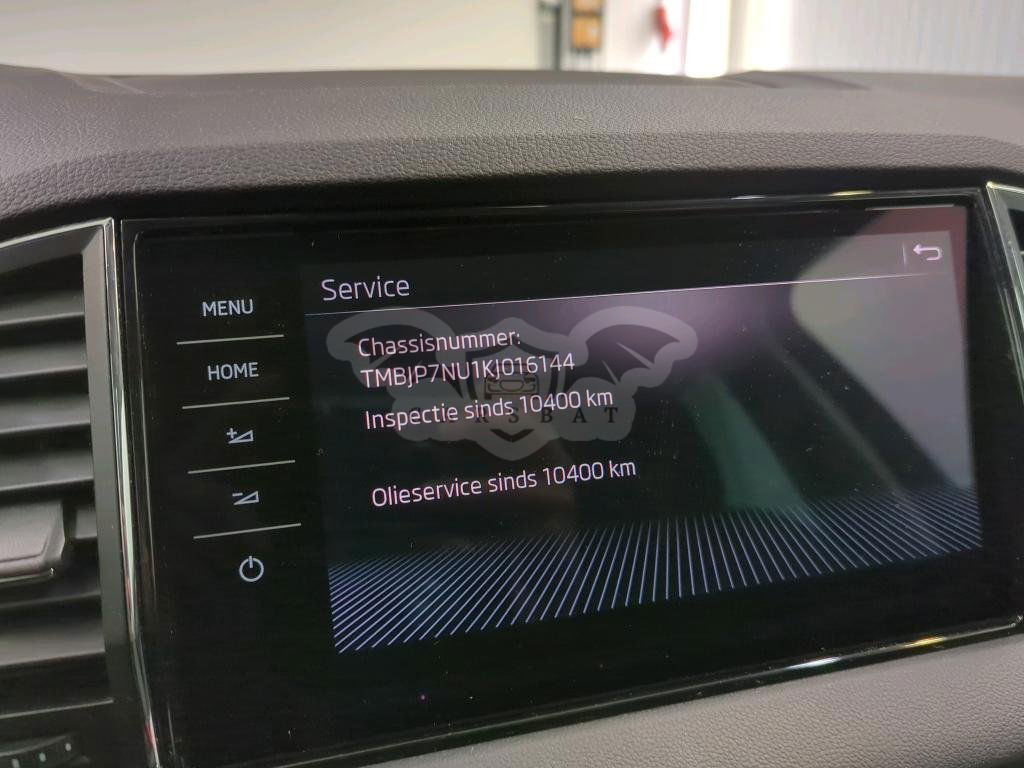 Service
MENU
HOME
Chassisnummer:
TMBJP7NU1KJ016144
Inspectie sinds 10400 km
Olieservice sinds 10400 km